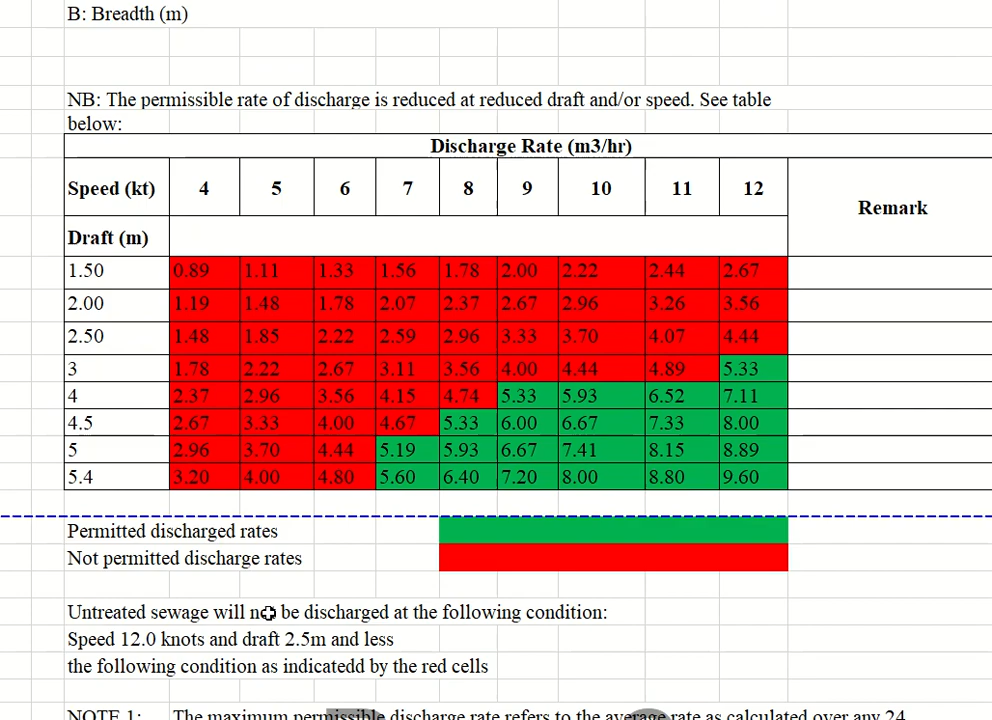 B: Breadth (m)
NB: The permissible rate of discharge is reduced at reduced draft and/or speed. See table
below:
Discharge Rate (m3/hr)
Speed (kt) 4 5 6 7 8 9 10 11 12 Remark
Draft (m)
1.50 0.89 1.11 1.33 1.56 1.78 2.00 2.22 2.44 2.67
2.00 1.19 1.48 1.78 2.07 2.37 2.67 2.96 3.26 3.56
2.50 1.48 1.85 2.22 2.59 2.96 3.33 3.70 4.07 4.44
3 1.78 2.22 2.67 3.11 3.56 4.00 4.44 4.89 5.33
4 2.37 2.96 3.56 4.15 4.74 5.33 5.93 6.52 7.11
4.5 2.67 3.33 4.00 4.67 5.33 6.00 6.67 7.33 8.00
5 2.96 3.70 4.44 5.19 5.93 6.67 7.41 8.15 8.89
5.4 3.20 4.00 4.80 5.60 6.40 7.20 8.00 8.80 9.60
Permitted discharged rates
Not permitted discharge rates
Untreated sewage will not be discharged at the following condition:
Speed 12.0 knots and draft 2.5m and less
the following condition as indicatedd by the red cells
NOTE 1: The maximum permissible discharge rate refers to the average rate as calculated over any 24